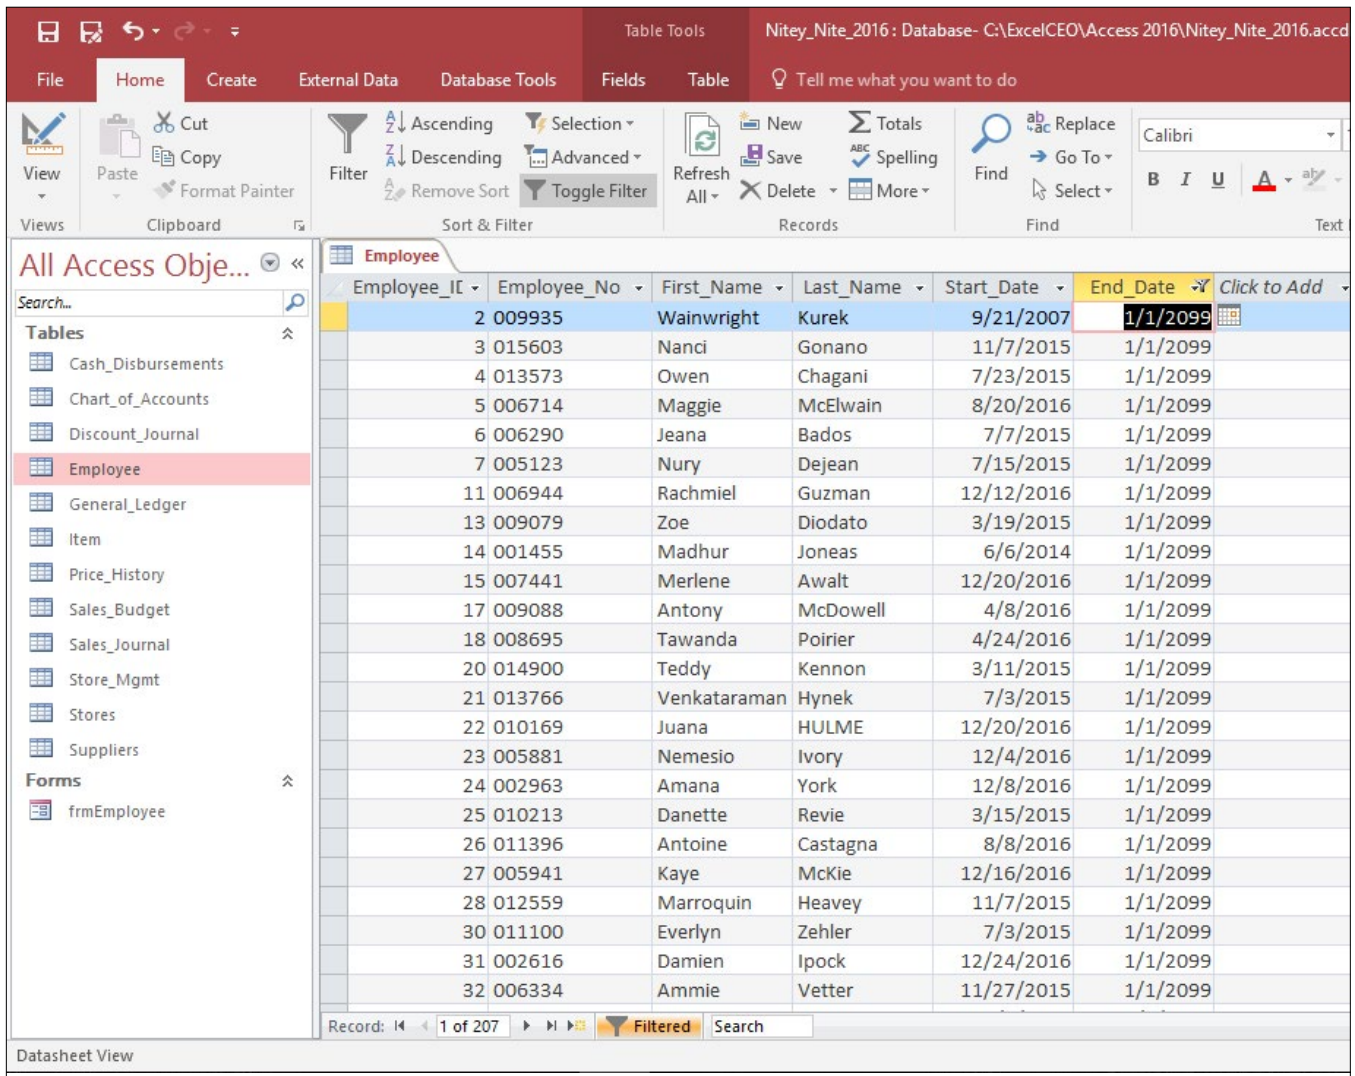 Table Tools Nitey_Nite_2016 : Database- C:\ExcelCEO\Access 2016\Nitey_Nite_2016.accd
File Home Create External Data Database Tools Fields Table Tell me what you want to do
View Paste Cut Copy Format Painter
Filter Ascending Descending Remove Sort Selection Advanced Toggle Filter
Refresh All New Save Delete Totals Spelling More
Find Replace Go To Select Calibri
B I U A
Views Clipboard Sort & Filter Records Find Text
All Access Obje...
Search...
Tables
Cash_Disbursements
Chart_of_Accounts
Discount_Journal
Employee
General_Ledger
Item
Price_History
Sales_Budget
Sales_Journal
Store_Mgmt
Stores
Suppliers
Forms
frmEmployee
Employee
Employee_ID Employee_No First_Name Last_Name Start_Date End_Date Click to Add
2 009935 Wainwright Kurek 9/21/2007 1/1/2099
3 015603 Nanci Gonano 11/7/2015 1/1/2099
4 013573 Owen Chagani 7/23/2015 1/1/2099
5 006714 Maggie McElwain 8/20/2016 1/1/2099
6 006290 Jeana Bados 7/7/2015 1/1/2099
7 005123 Nury Dejean 7/15/2015 1/1/2099
11 006944 Rachmiel Guzman 12/12/2016 1/1/2099
13 009079 Zoe Diodato 3/19/2015 1/1/2099
14 001455 Madhur Joneas 6/6/2014 1/1/2099
15 007441 Merlene Awalt 12/20/2016 1/1/2099
17 009088 Antony McDowell 4/8/2016 1/1/2099
18 008695 Tawanda Poirier 4/24/2016 1/1/2099
20 014900 Teddy Kennon 3/11/2015 1/1/2099
21 013766 Venkataraman Hynek 7/3/2015 1/1/2099
22 010169 Juana HULME 12/20/2016 1/1/2099
23 005881 Nemesio Ivory 12/4/2016 1/1/2099
24 002963 Amana York 12/8/2016 1/1/2099
25 010213 Danette Revie 3/15/2015 1/1/2099
26 011396 Antoine Castagna 8/8/2016 1/1/2099
27 005941 Kaye McKie 12/16/2016 1/1/2099
28 012559 Marroquin Heavey 11/7/2015 1/1/2099
30 011100 Everlyn Zehler 7/3/2015 1/1/2099
31 002616 Damien Ipock 12/24/2016 1/1/2099
32 006334 Ammie Vetter 11/27/2015 1/1/2099
Record: 1 of 207 Filtered Search
Datasheet View